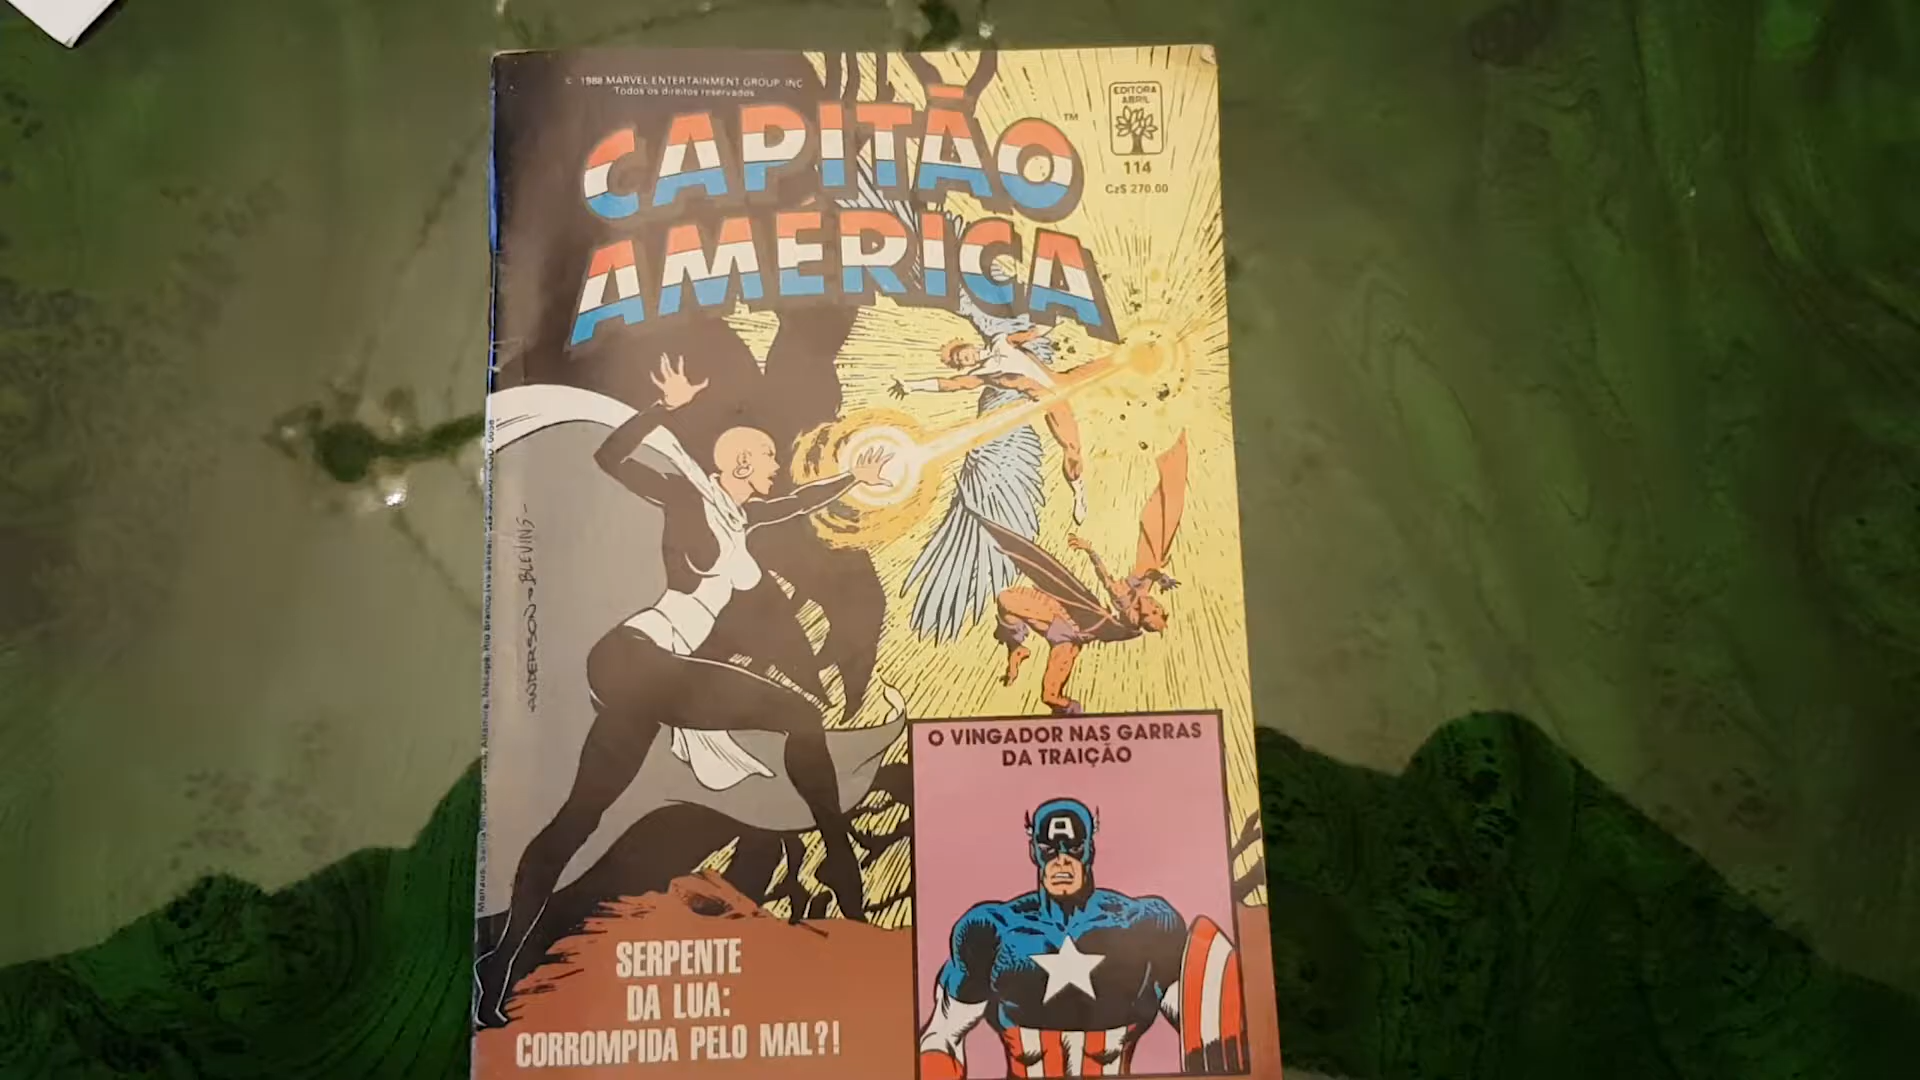 © 1988 MARVEL ENTERTAINMENT GROUP, INC
Todos os direitos reservados
CAPITÃO
AMÉRICA
TM
EDITORA
ABRIL
114
Cz$ 270.00
ANDERSON BLEVINS
O VINGADOR NAS GARRAS
DA TRAIÇÃO
A
SERPENTE
DA LUA:
CORROMPIDA PELO MAL?!